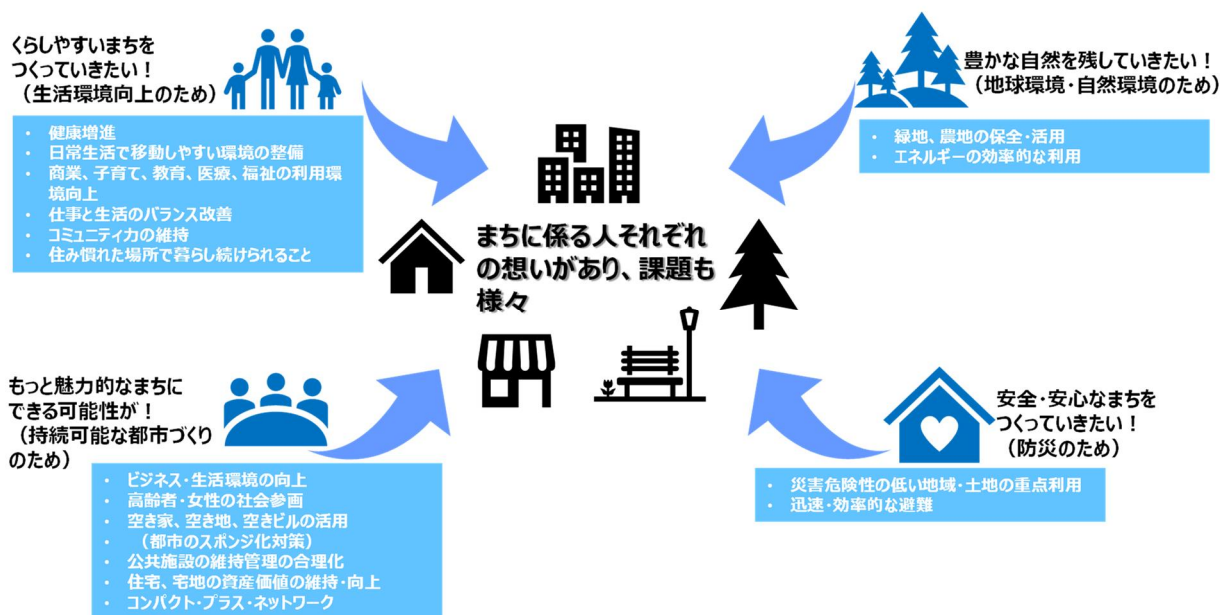 くらしやすいまちを
つくっていきたい！
（生活環境向上のため）
・ 健康増進
・ 日常生活で移動しやすい環境の整備
・ 商業、子育て、教育、医療、福祉の利用環
境向上
・ 仕事と生活のバランス改善
・ コミュニティ力の維持
・ 住み慣れた場所で暮らし続けられること
豊かな自然を残していきたい！
（地球環境・自然環境のため）
・ 緑地、農地の保全・活用
・ エネルギーの効率的な利用
まちに係る人それぞれ
の想いがあり、課題も
様々
もっと魅力的なまちに
できる可能性が！
（持続可能な都市づくり
のため）
・ ビジネス・生活環境の向上
・ 高齢者・女性の社会参画
・ 空き家、空き地、空きビルの活用
・ （都市のスポンジ化対策）
・ 公共施設の維持管理の合理化
・ 住宅、宅地の資産価値の維持・向上
・ コンパクト・プラス・ネットワーク
安全・安心なまちを
つくっていきたい！
（防災のため）
・ 災害危険性の低い地域・土地の重点利用
・ 迅速・効率的な避難